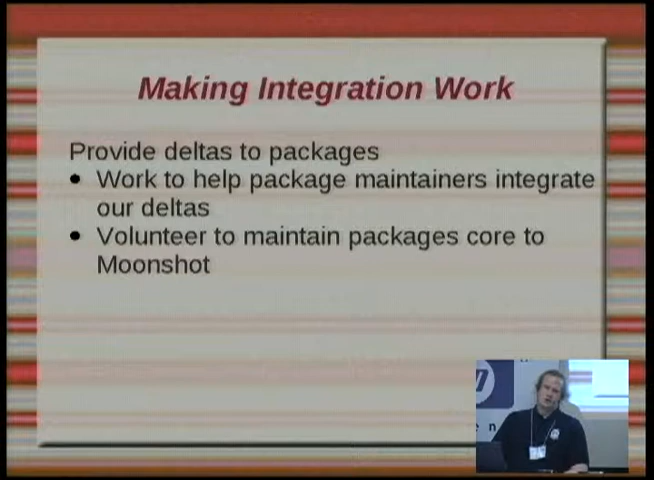 Making Integration Work
Provide deltas to packages
• Work to help package maintainers integrate
our deltas
• Volunteer to maintain packages core to
Moonshot